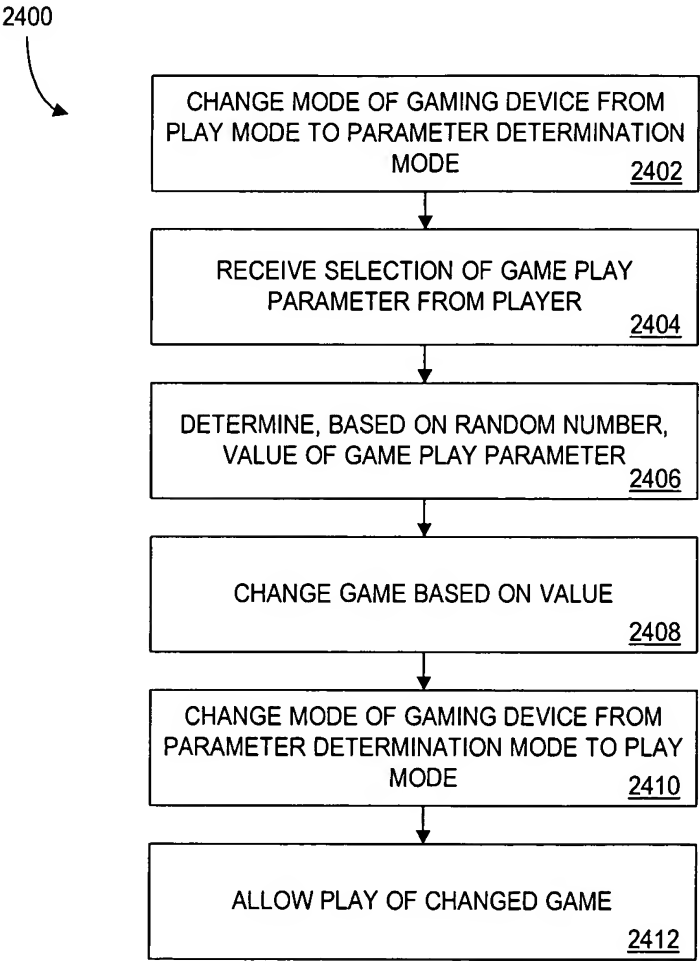 2400
CHANGE MODE OF GAMING DEVICE FROM
PLAY MODE TO PARAMETER DETERMINATION
MODE
2402
RECEIVE SELECTION OF GAME PLAY
PARAMETER FROM PLAYER
2404
DETERMINE, BASED ON RANDOM NUMBER,
VALUE OF GAME PLAY PARAMETER
2406
CHANGE GAME BASED ON VALUE
2408
CHANGE MODE OF GAMING DEVICE FROM
PARAMETER DETERMINATION MODE TO PLAY
MODE
2410
ALLOW PLAY OF CHANGED GAME
2412